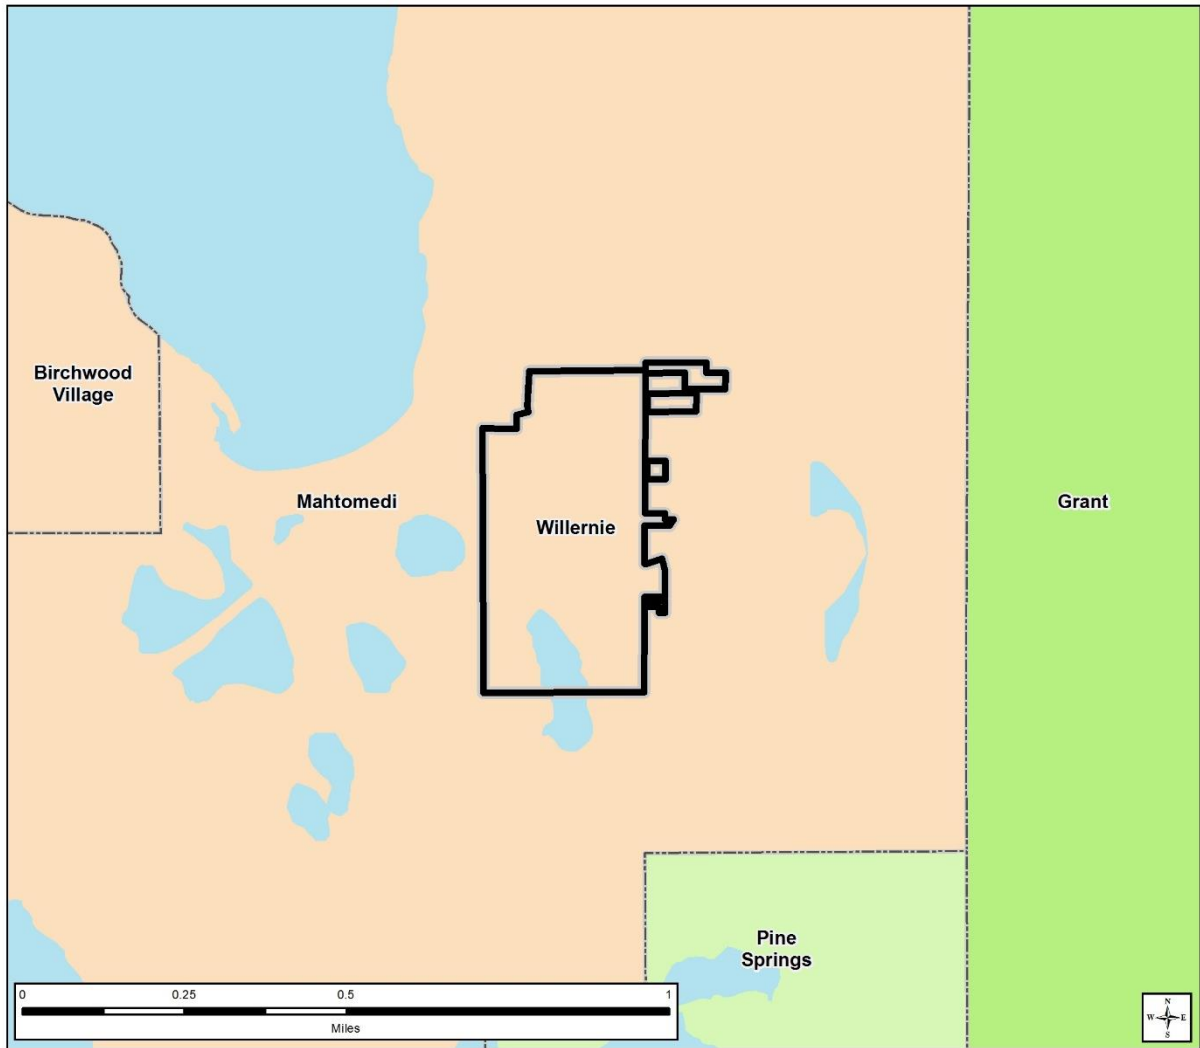 Birchwood
Village
Mahtomedi
Willernie
Grant
Pine
Springs
0 0.25 0.5 1
Miles
N
W E
S